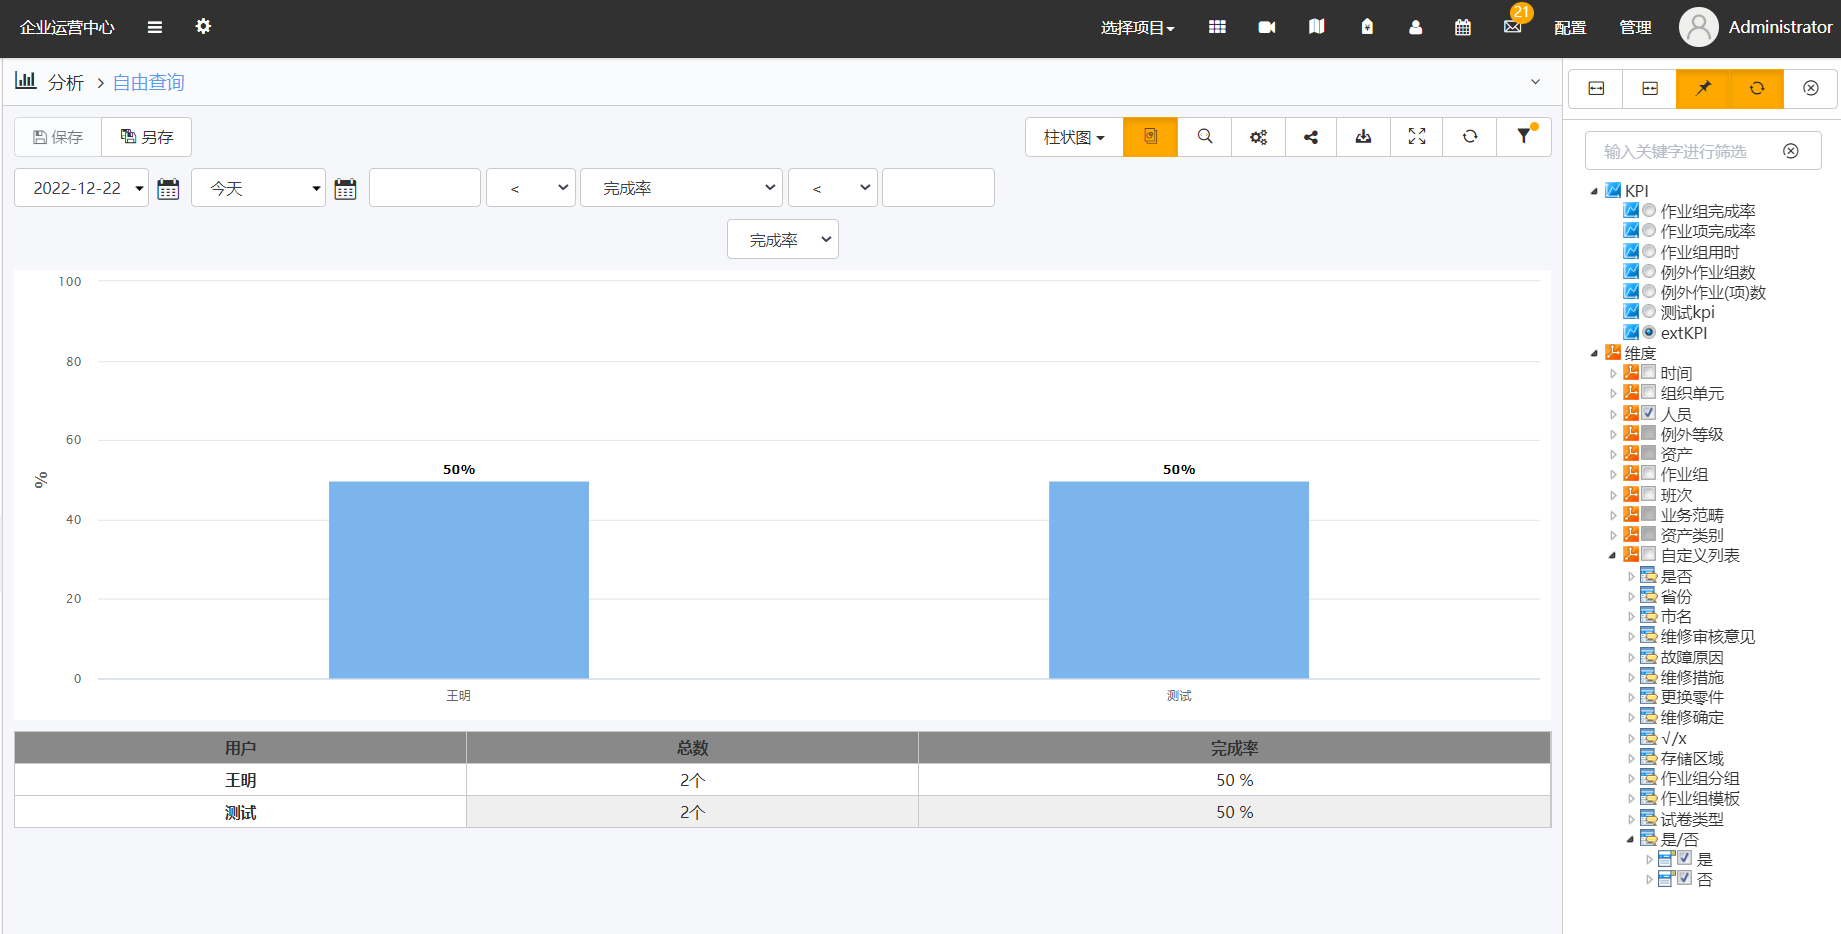 企业运营中心 选择项目 21 配置 管理 Administrator
分析 > 自由查询
保存 另存 柱状图
2022-12-22 今天 < 完成率 <
完成率
100
80
60
40
20
0
%
50% 50%
王明 测试
用户 总数 完成率
王明 2个 50 %
测试 2个 50 %
输入关键字进行筛选
KPI
作业组完成率
作业项完成率
作业组用时
例外作业组数
例外作业(项)数
测试kpi
extKPI
维度
时间
组织单元
人员
例外等级
资产
作业组
班次
业务范畴
资产类别
自定义列表
是否
省份
市名
维修审核意见
故障原因
维修措施
更换零件
维修确定
√/x
存储区域
作业组分组
作业组模板
试卷类型
是/否
是
否